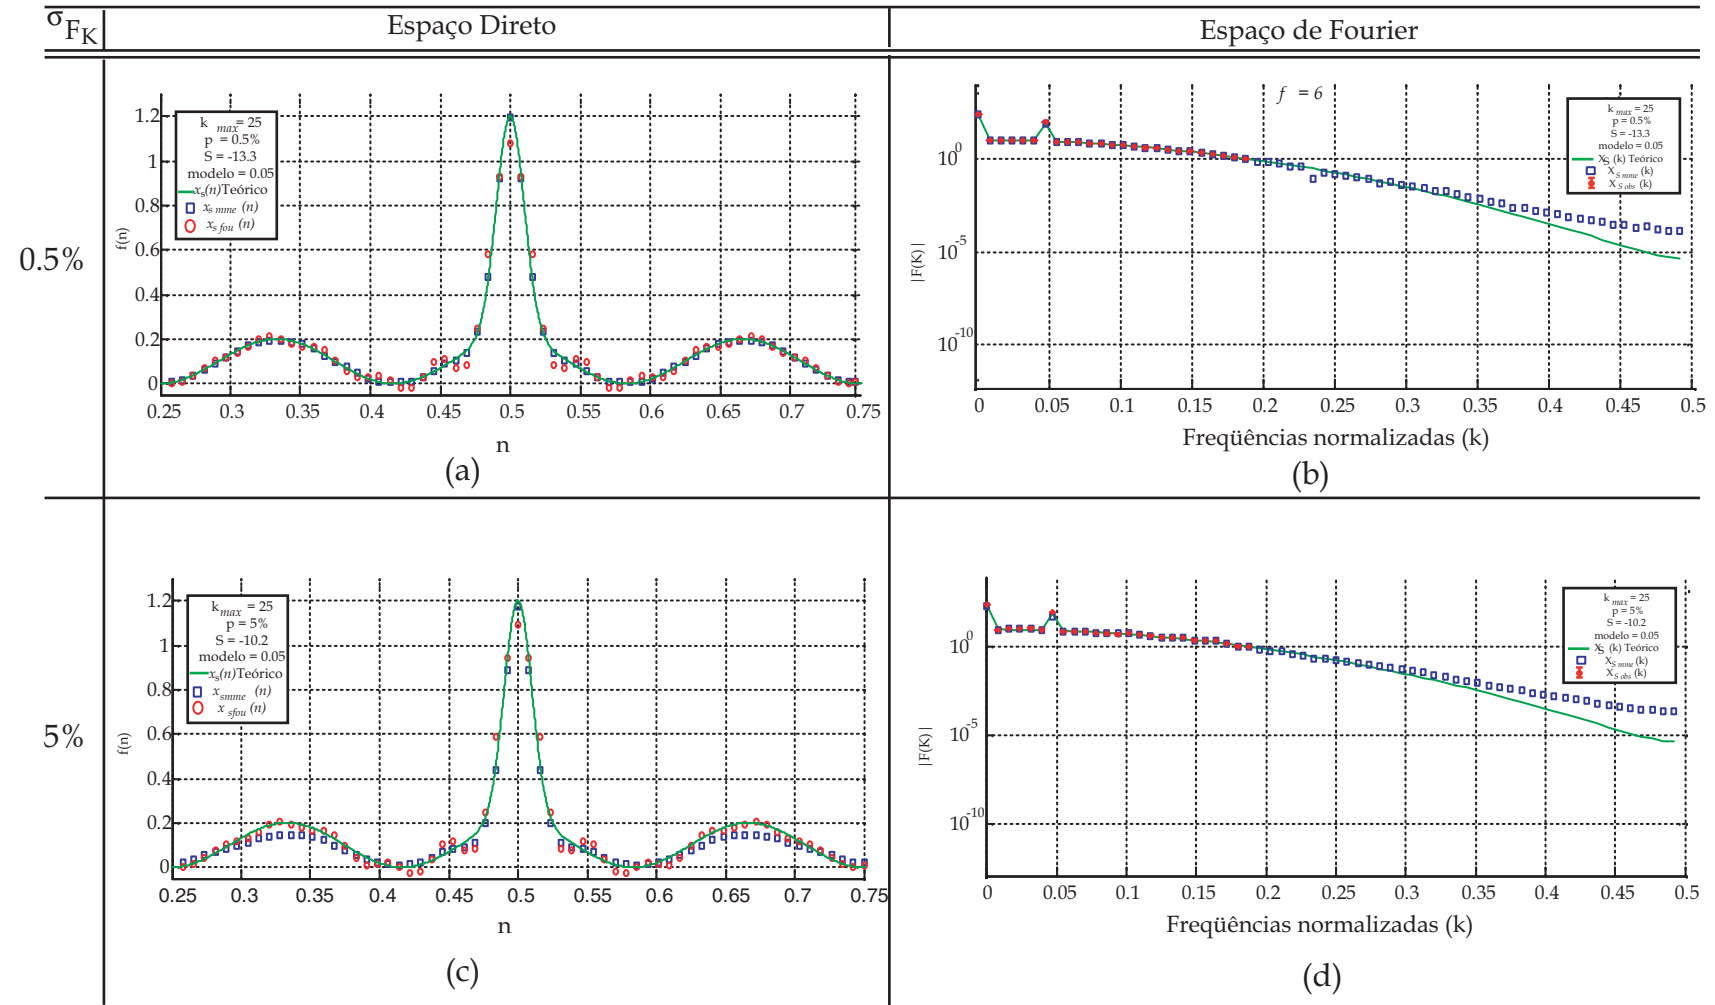 σFK Espaço Direto Espaço de Fourier
0.5%
f(n)
1.2
1
0.8
0.6
0.4
0.2
0
k max = 25
p = 0.5%
S = -13.3
modelo = 0.05
xs(n)Teórico
xs mme (n)
xs fou (n)
0.25 0.3 0.35 0.4 0.45 0.5 0.55 0.6 0.65 0.7 0.75
n
(a)
|F(K)|
10^0
10^-5
10^-10
f = 6
k max = 25
p = 0.5%
S = -13.3
modelo = 0.05
XS (k) Teórico
XS mme (k)
XS obs (k)
0 0.05 0.1 0.15 0.2 0.25 0.3 0.35 0.4 0.45 0.5
Freqüências normalizadas (k)
(b)
5%
f(n)
1.2
1
0.8
0.6
0.4
0.2
0
k max = 25
p = 5%
S = -10.2
modelo = 0.05
xs(n)Teórico
x smme (n)
x sfou (n)
0.25 0.3 0.35 0.4 0.45 0.5 0.55 0.6 0.65 0.7 0.75
n
(c)
|F(K)|
10^0
10^-5
10^-10
k max = 25
p = 5%
S = -10.2
modelo = 0.05
XS (k) Teórico
XS mme (k)
XS obs (k)
0 0.05 0.1 0.15 0.2 0.25 0.3 0.35 0.4 0.45 0.5
Freqüências normalizadas (k)
(d)